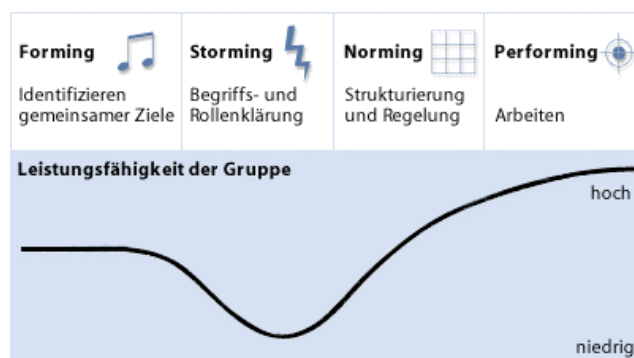 Forming
Storming
Norming
Performing
Identifizieren
gemeinsamer Ziele
Begriffs- und
Rollenklärung
Strukturierung
und Regelung
Arbeiten
Leistungsfähigkeit der Gruppe
hoch
niedrig